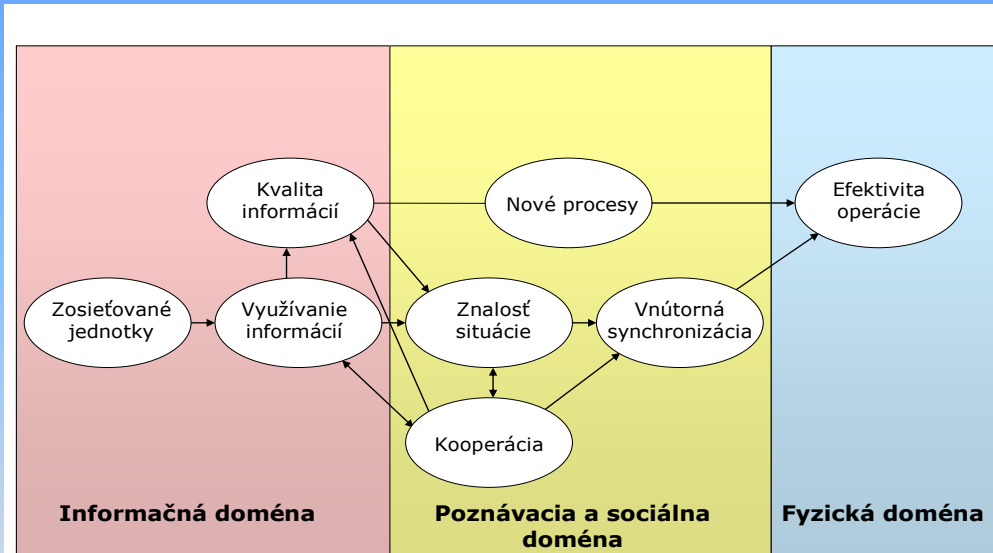 Kvalita
informácií
Nové procesy
Efektivita
operácie
Zosieťované
jednotky
Využívanie
informácií
Znalosť
situácie
Vnútorná
synchronizácia
Kooperácia
Informačná doména
Poznávacia a sociálna
doména
Fyzická doména